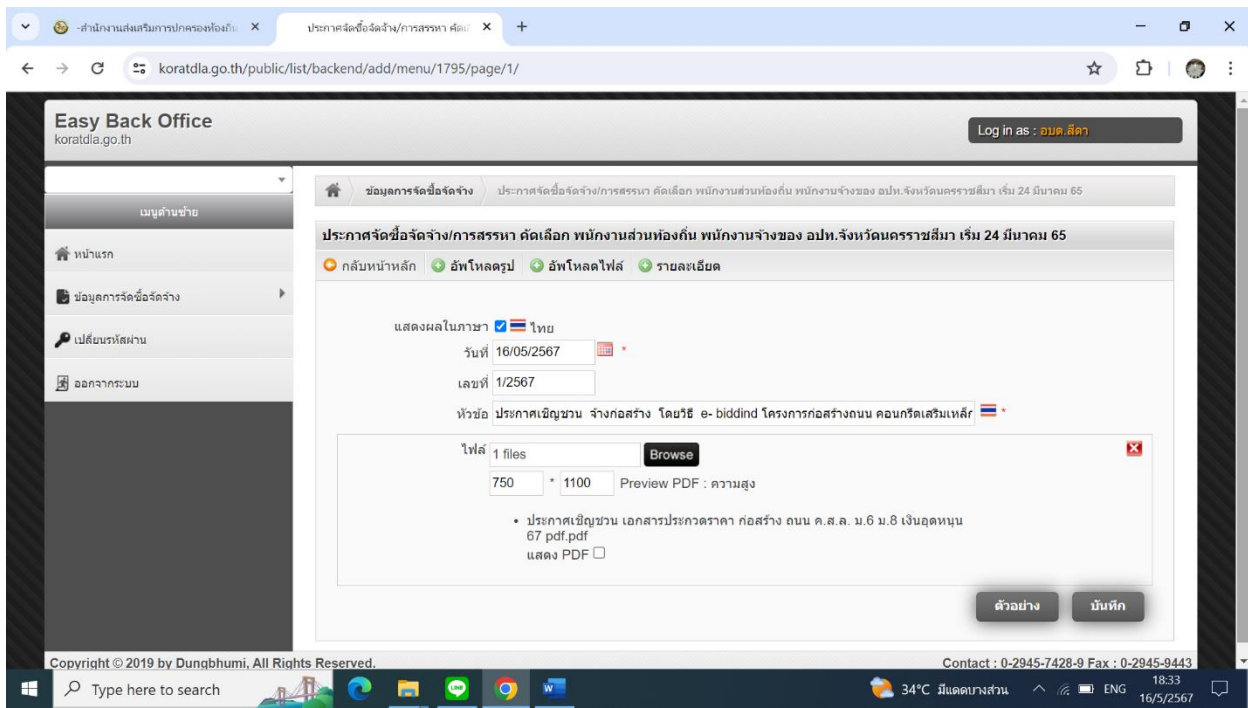 -สำนักงานส่งเสริมการปกครองท้องถิ่น
ประกาศจัดซื้อจัดจ้าง/การสรรหา คัดเ
koratdla.go.th/public/list/backend/add/menu/1795/page/1/
Easy Back Office
koratdla.go.th
Log in as : อบต.สีดา
เมนูด้านซ้าย
หน้าแรก
ข้อมูลการจัดซื้อจัดจ้าง
เปลี่ยนรหัสผ่าน
ออกจากระบบ
ข้อมูลการจัดซื้อจัดจ้าง ประกาศจัดซื้อจัดจ้าง/การสรรหา คัดเลือก พนักงานส่วนท้องถิ่น พนักงานจ้างของ อปท.จังหวัดนครราชสีมา เริ่ม 24 มีนาคม 65
ประกาศจัดซื้อจัดจ้าง/การสรรหา คัดเลือก พนักงานส่วนท้องถิ่น พนักงานจ้างของ อปท.จังหวัดนครราชสีมา เริ่ม 24 มีนาคม 65
กลับหน้าหลัก อัพโหลดรูป อัพโหลดไฟล์ รายละเอียด
แสดงผลในภาษา ไทย
วันที่ 16/05/2567 *
เลขที่ 1/2567
หัวข้อ ประกาศเชิญชวน จ้างก่อสร้าง โดยวิธี e- biddind โครงการก่อสร้างถนน คอนกรีตเสริมเหล็ก *
ไฟล์ 1 files Browse
750 * 1100 Preview PDF : ความสูง
• ประกาศเชิญชวน เอกสารประกวดราคา ก่อสร้าง ถนน ค.ส.ล. ม.6 ม.8 เงินอุดหนุน
67 pdf.pdf
แสดง PDF
ตัวอย่าง บันทึก
Copyright © 2019 by Dungbhumi, All Rights Reserved.
Contact : 0-2945-7428-9 Fax : 0-2945-9443
Type here to search
34°C มีแดดบางส่วน
ENG
18:33
16/5/2567